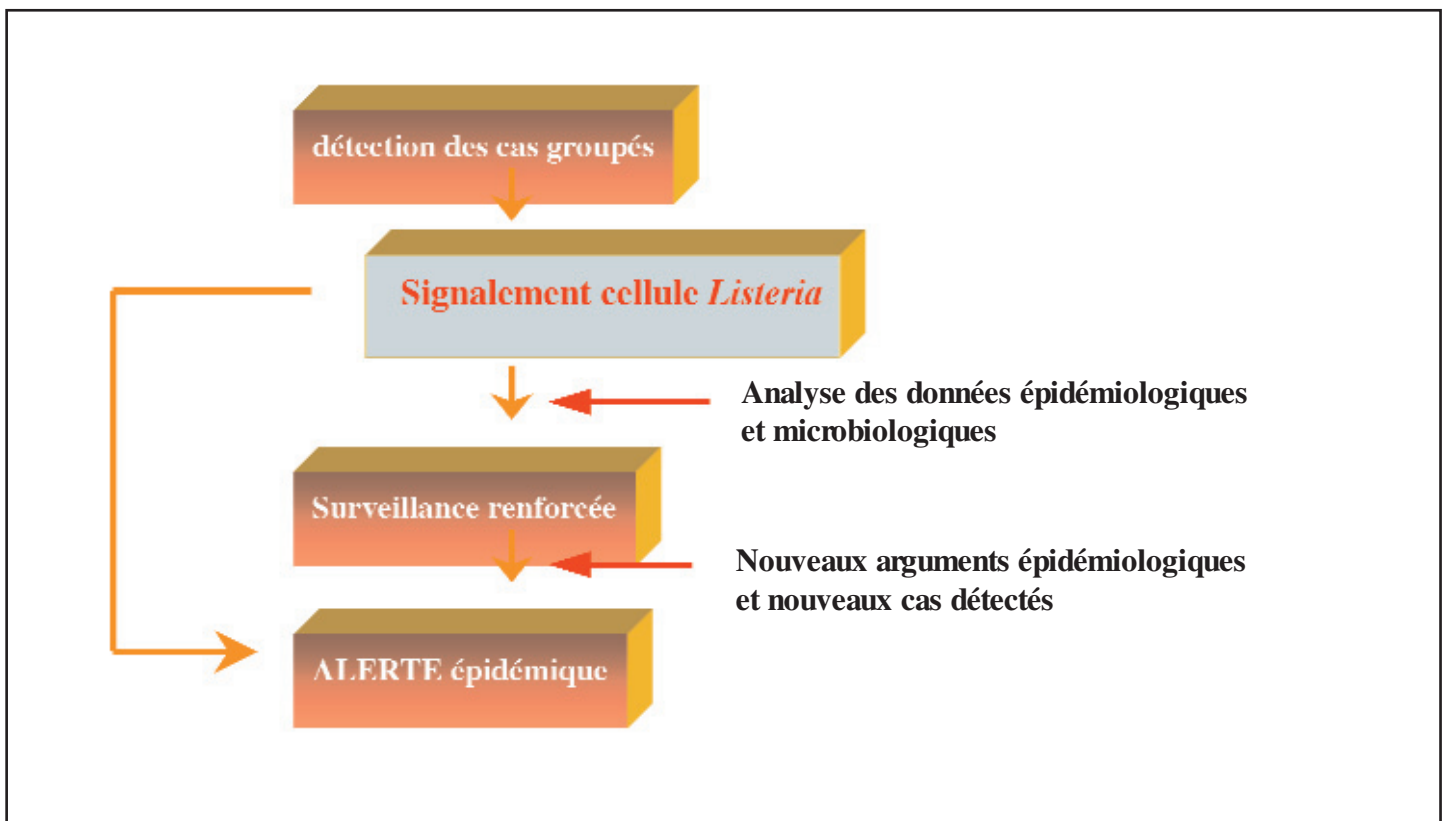 détection des cas groupés
Signalement cellule Listeria
Analyse des données épidémiologiques
et microbiologiques
Surveillance renforcée
Nouveaux arguments épidémiologiques
et nouveaux cas détectés
ALERTE épidémique